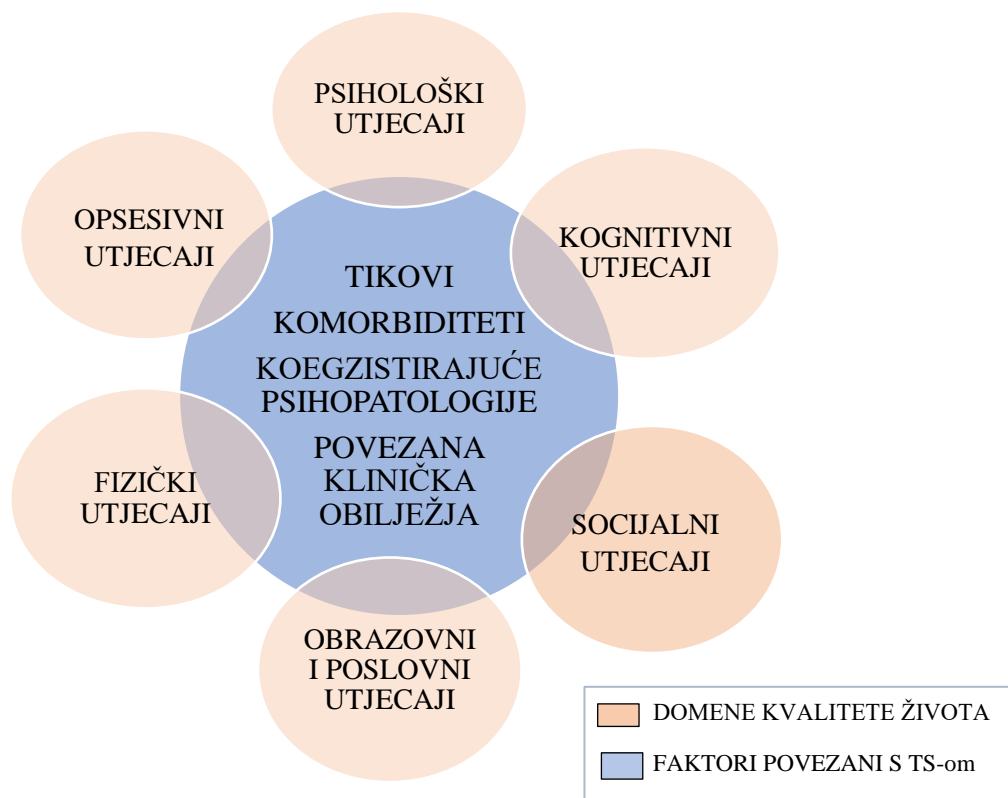 PSIHOLOŠKI
UTJECAJI
OPSESIVNI
UTJECAJI
KOGNITIVNI
UTJECAJI
TIKOVI
KOMORBIDITETI
KOEGZISTIRAJUĆE
PSIHOPATOLOGIJE
POVEZANA
KLINIČKA
OBILJEŽJA
FIZIČKI
UTJECAJI
SOCIJALNI
UTJECAJI
OBRAZOVNI
I POSLOVNI
UTJECAJI
DOMENE KVALITETE ŽIVOTA
FAKTORI POVEZANI S TS-om